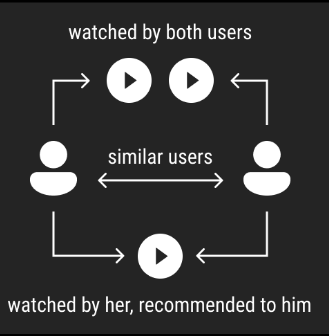 watched by both users
similar users
watched by her, recommended to him